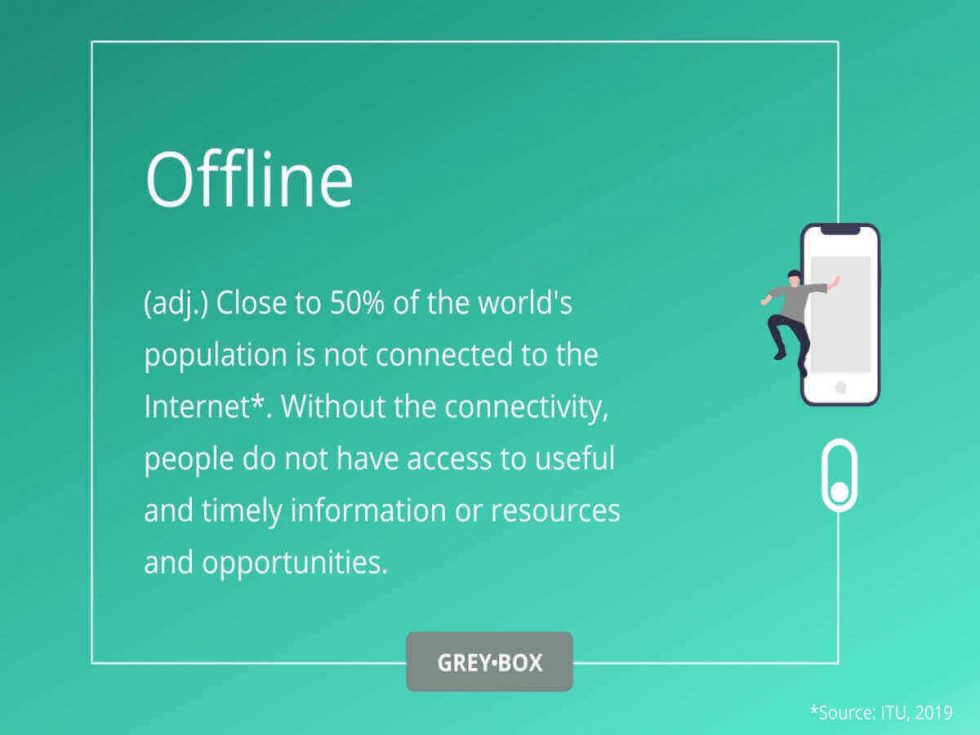 Offline
(adj.) Close to 50% of the world's
population is not connected to the
Internet*. Without the connectivity,
people do not have access to useful
and timely information or resources
and opportunities.
GREY•BOX
*Source: ITU, 2019